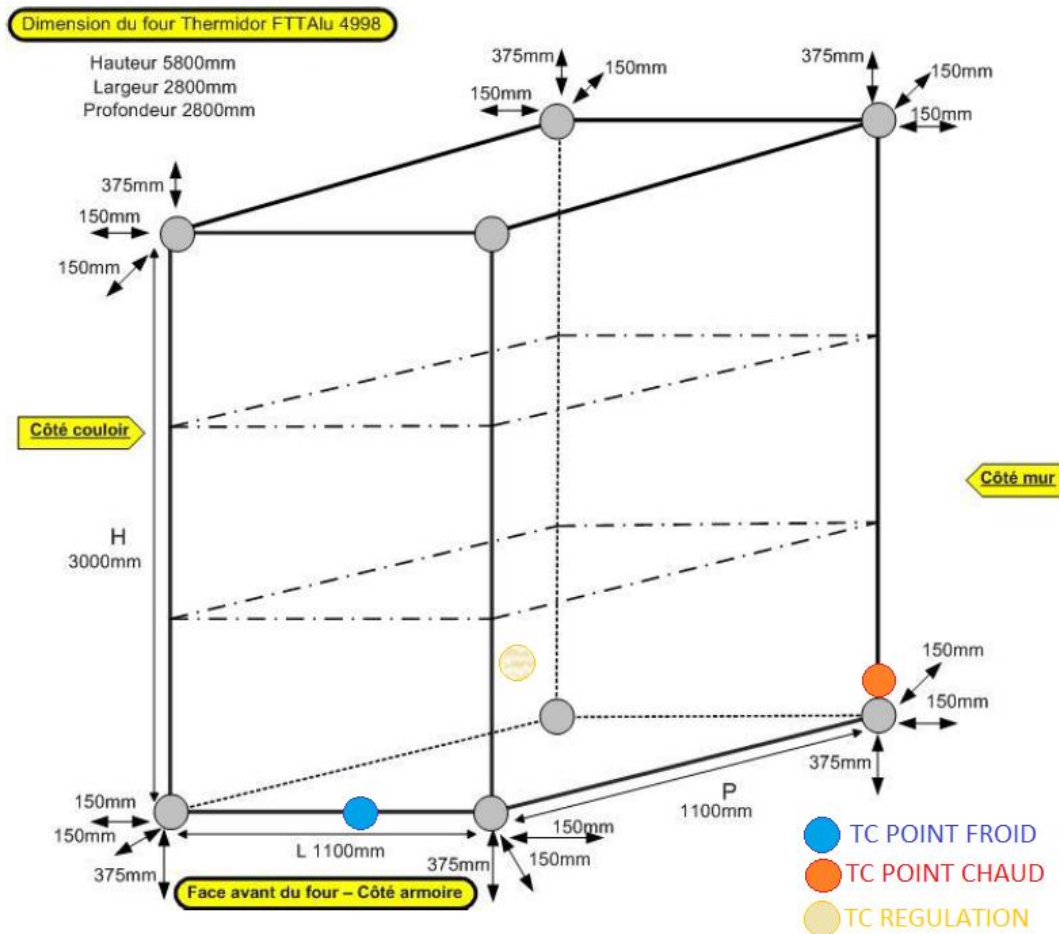 Dimension du four Thermidor FTTAlu 4998
Hauteur 5800mm
Largeur 2800mm
Profondeur 2800mm
375mm
150mm
150mm
375mm
150mm
150mm
375mm
150mm
150mm
Côté couloir
Côté mur
H
3000mm
150mm
150mm
375mm
P
1100mm
150mm
150mm
375mm
L 1100mm
375mm
150mm
150mm
Face avant du four – Côté armoire
TC POINT FROID
TC POINT CHAUD
TC REGULATION